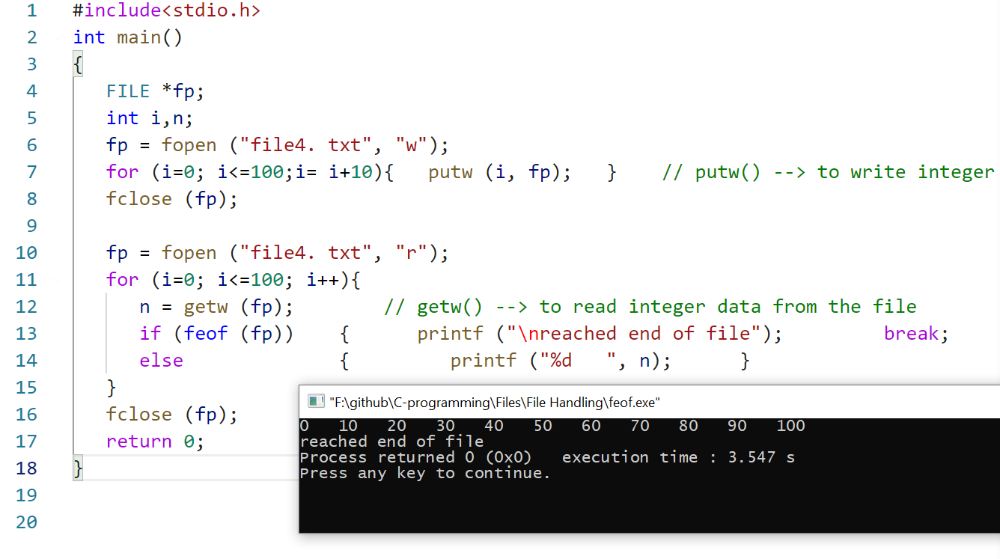 1 #include<stdio.h>
2 int main()
3 {
4 FILE *fp;
5 int i,n;
6 fp = fopen ("file4. txt", "w");
7 for (i=0; i<=100;i= i+10){ putw (i, fp); } // putw() --> to write integer
8 fclose (fp);
9
10 fp = fopen ("file4. txt", "r");
11 for (i=0; i<=100; i++){
12 n = getw (fp); // getw() --> to read integer data from the file
13 if (feof (fp)) { printf ("\nreached end of file"); break;
14 else { printf ("%d ", n); }
15 }
16 fclose (fp);
17 return 0;
18 }
19
20
"F:\github\C-programming\Files\File Handling\feof.exe"
0 10 20 30 40 50 60 70 80 90 100
reached end of file
Process returned 0 (0x0) execution time : 3.547 s
Press any key to continue.